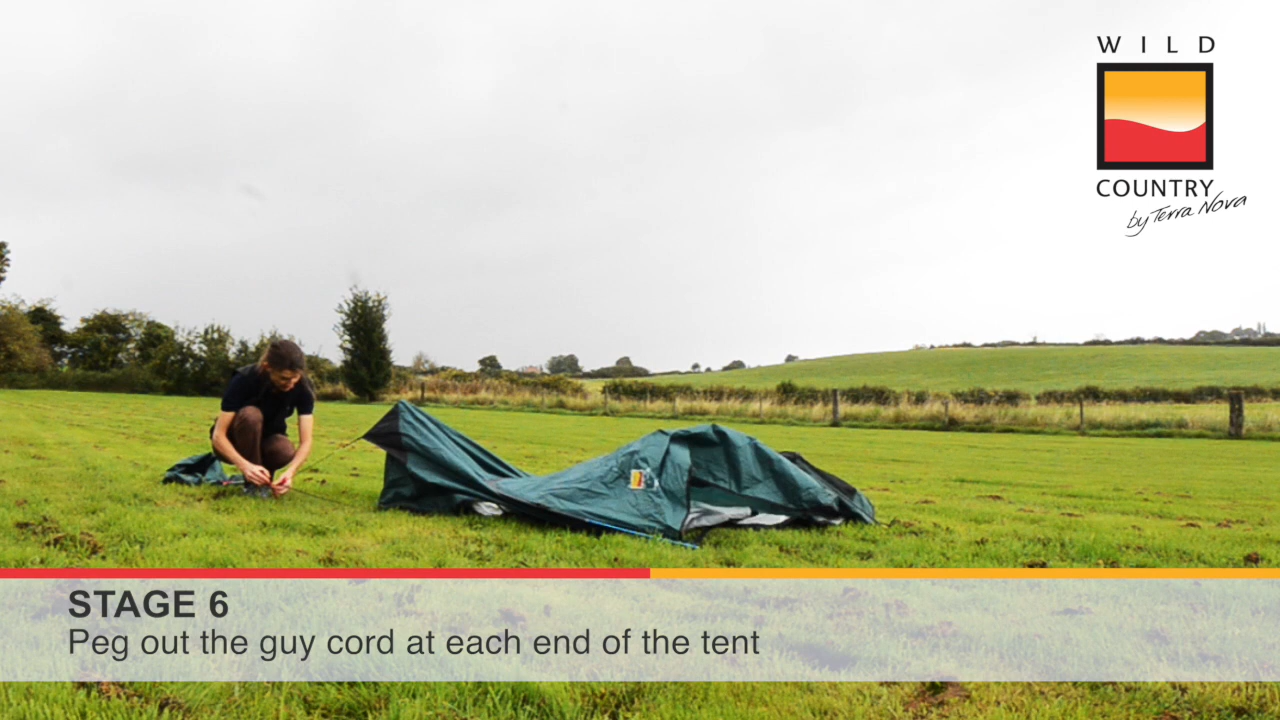 WILD
COUNTRY
by Terra Nova
STAGE 6
Peg out the guy cord at each end of the tent